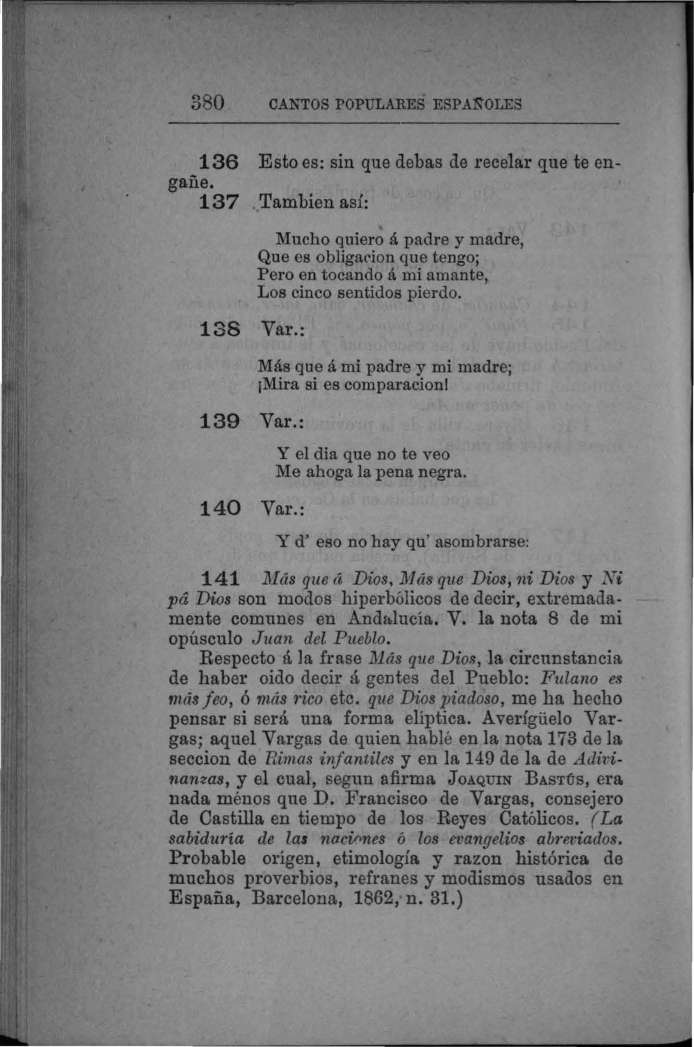 380 CANTOS POPULARES ESPAÑOLES
136 Esto es: sin que debas de recelar que te en-
gañe.
137 Tambien así:
Mucho quiero á padre y madre,
Que es obligacion que tengo;
Pero en tocando á mi amante,
Los cinco sentidos pierdo.
138 Var.:
Más que á mi padre y mi madre;
¡Mira si es comparacion!
139 Var.:
Y el dia que no te veo
Me ahoga la pena negra.
140 Var.:
Y d' eso no hay qu' asombrarse:
141 Más que á Dios, Más que Dios, ni Dios y Ni
pá Dios son modos hiperbólicos de decir, extremada-
mente comunes en Andalucía. V. la nota 8 de mi
opúsculo Juan del Pueblo.
Respecto á la frase Más que Dios, la circunstancia
de haber oido decir á gentes del Pueblo: Fulano es
más feo, ó más rico etc. que Dios piadoso, me ha hecho
pensar si será una forma elíptica. Averígüelo Var-
gas; aquel Vargas de quien hablé en la nota 173 de la
seccion de Rimas infantiles y en la 149 de la de Adivi-
nanzas, y el cual, segun afirma JOAQUIN BASTÚS, era
nada ménos que D. Francisco de Vargas, consejero
de Castilla en tiempo de los Reyes Católicos. (La
sabiduría de las naciones ó los evangelios abreviados.
Probable orígen, etimología y razon histórica de
muchos proverbios, refranes y modismos usados en
España, Barcelona, 1862, n. 31.)